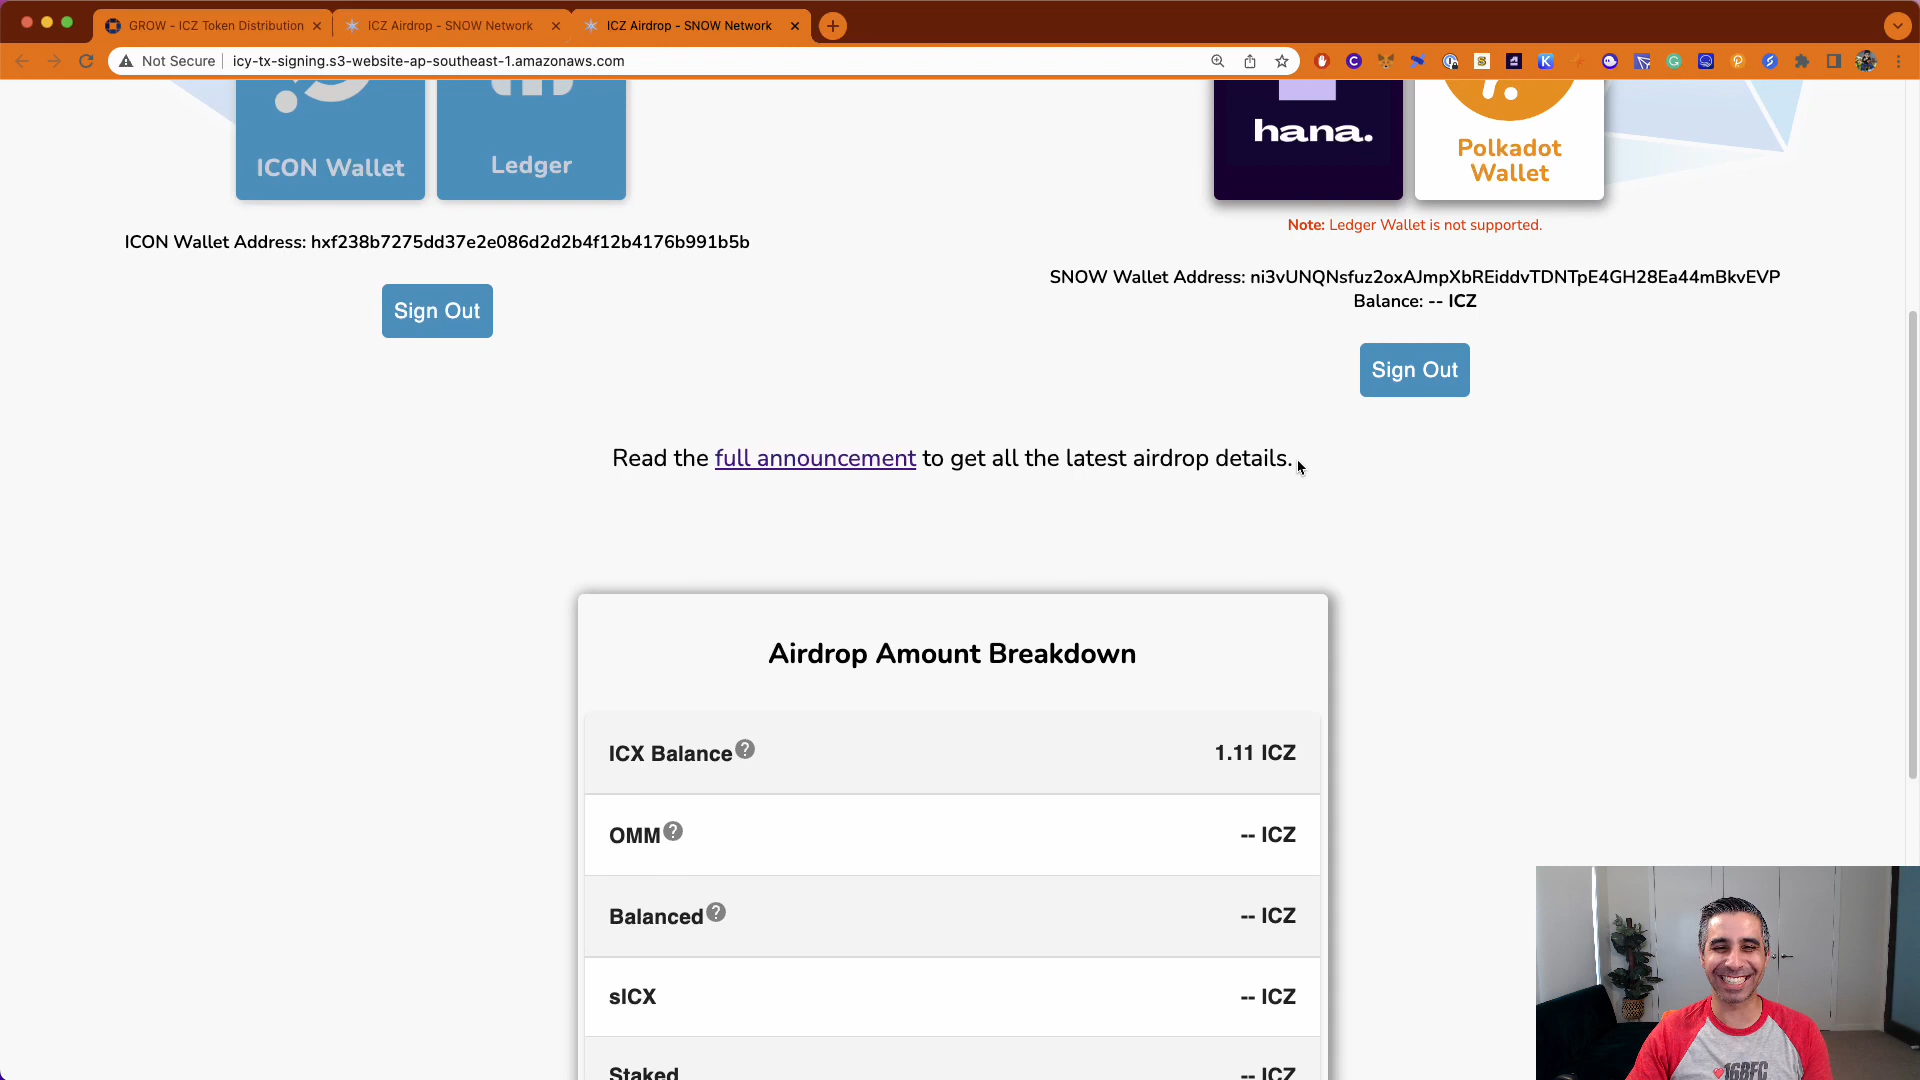 GROW - ICZ Token Distribution
ICZ Airdrop - SNOW Network
ICZ Airdrop - SNOW Network
Not Secure
icy-tx-signing.s3-website-ap-southeast-1.amazonaws.com
ICON Wallet
Ledger
hana.
Polkadot
Wallet
Note: Ledger Wallet is not supported.
ICON Wallet Address: hxf238b7275dd37e2e086d2d2b4f12b4176b991b5b
Sign Out
SNOW Wallet Address: ni3vUNQNsfuz2oxAJmpXbREiddvTDNTpE4GH28Ea44mBkvEVP
Balance: -- ICZ
Sign Out
Read the full announcement to get all the latest airdrop details.
Airdrop Amount Breakdown
ICX Balance ? 1.11 ICZ
OMM ? -- ICZ
Balanced ? -- ICZ
sICX -- ICZ
Staked -- ICZ